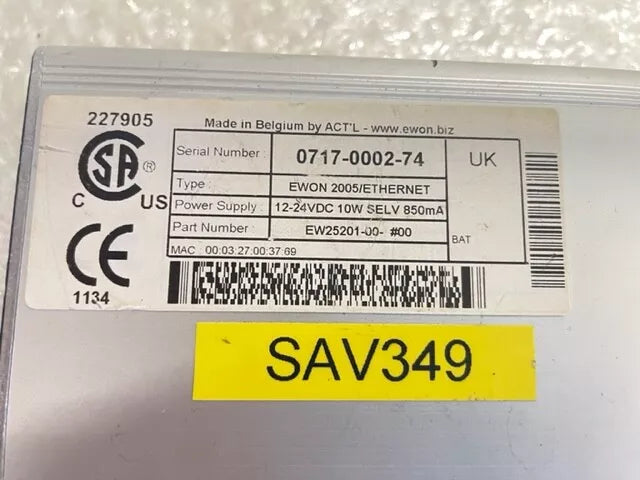 227905
Made in Belgium by ACT'L - www.ewon.biz
SA ®
C US
Serial Number : 0717-0002-74
UK
Type : EWON 2005/ETHERNET
Power Supply : 12-24VDC 10W SELV 850mA
Part Number : EW25201-00- #00
BAT
MAC 00:03:27:00:37:69
CE
1134
SAV349